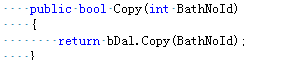 public bool Copy(int BathNoId)
{
return bDal.Copy(BathNoId);
}